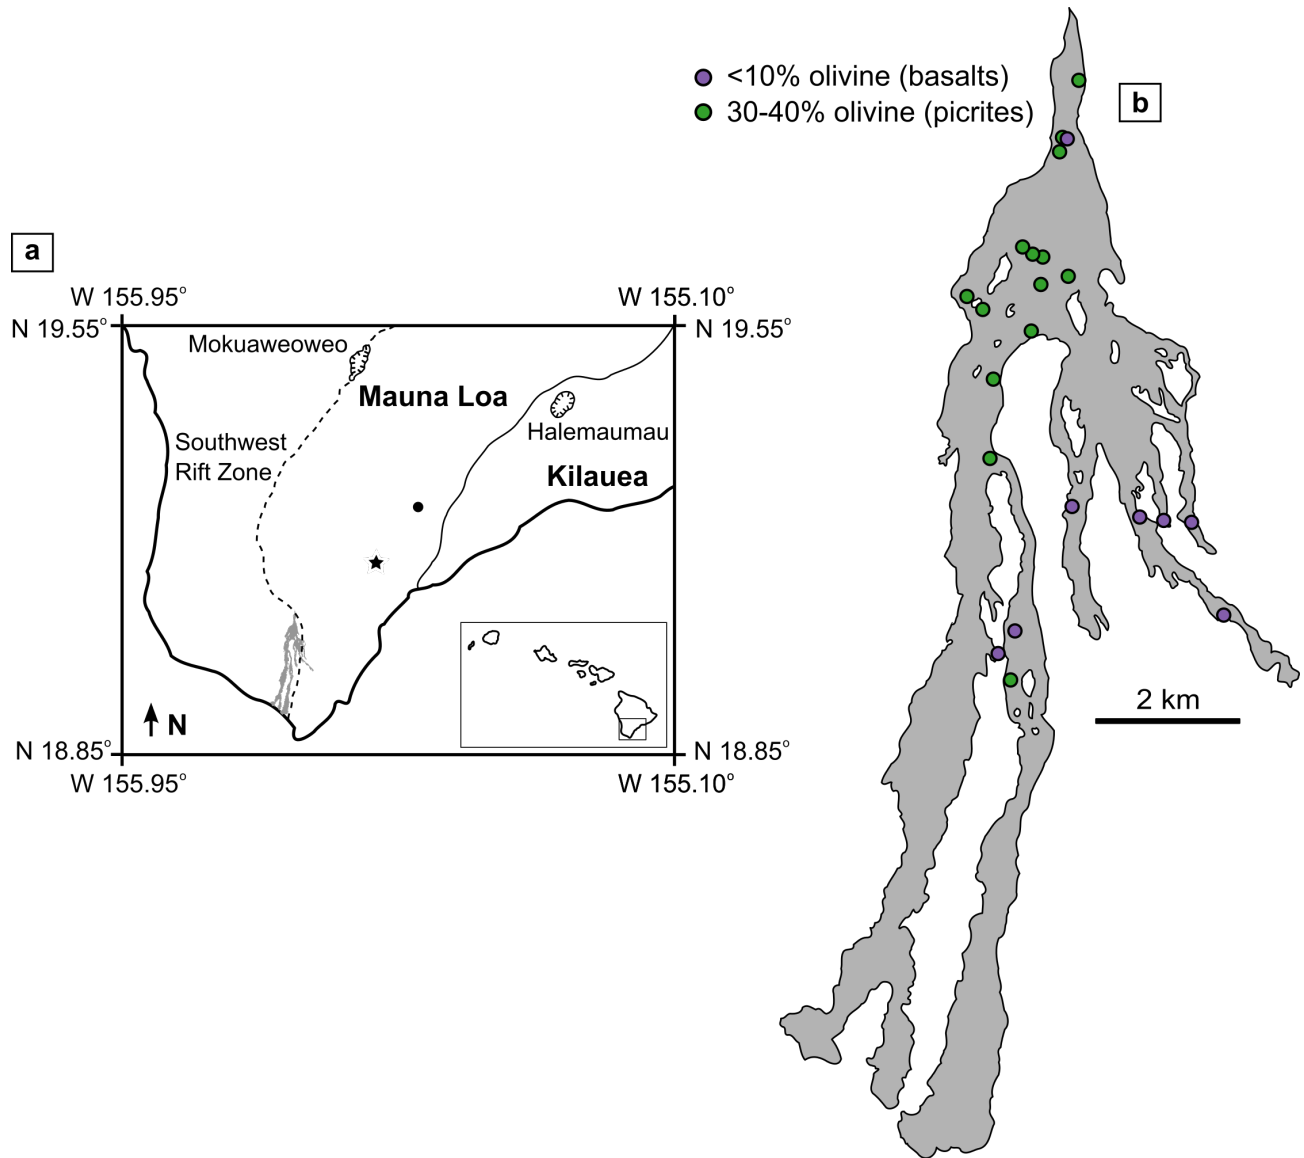 <10% olivine (basalts)
30-40% olivine (picrites)
b
a
W 155.95°
W 155.10°
N 19.55°
N 19.55°
Mokuaweoweo
Mauna Loa
Halemaumau
Southwest
Rift Zone
Kilauea
2 km
N
N 18.85°
N 18.85°
W 155.95°
W 155.10°